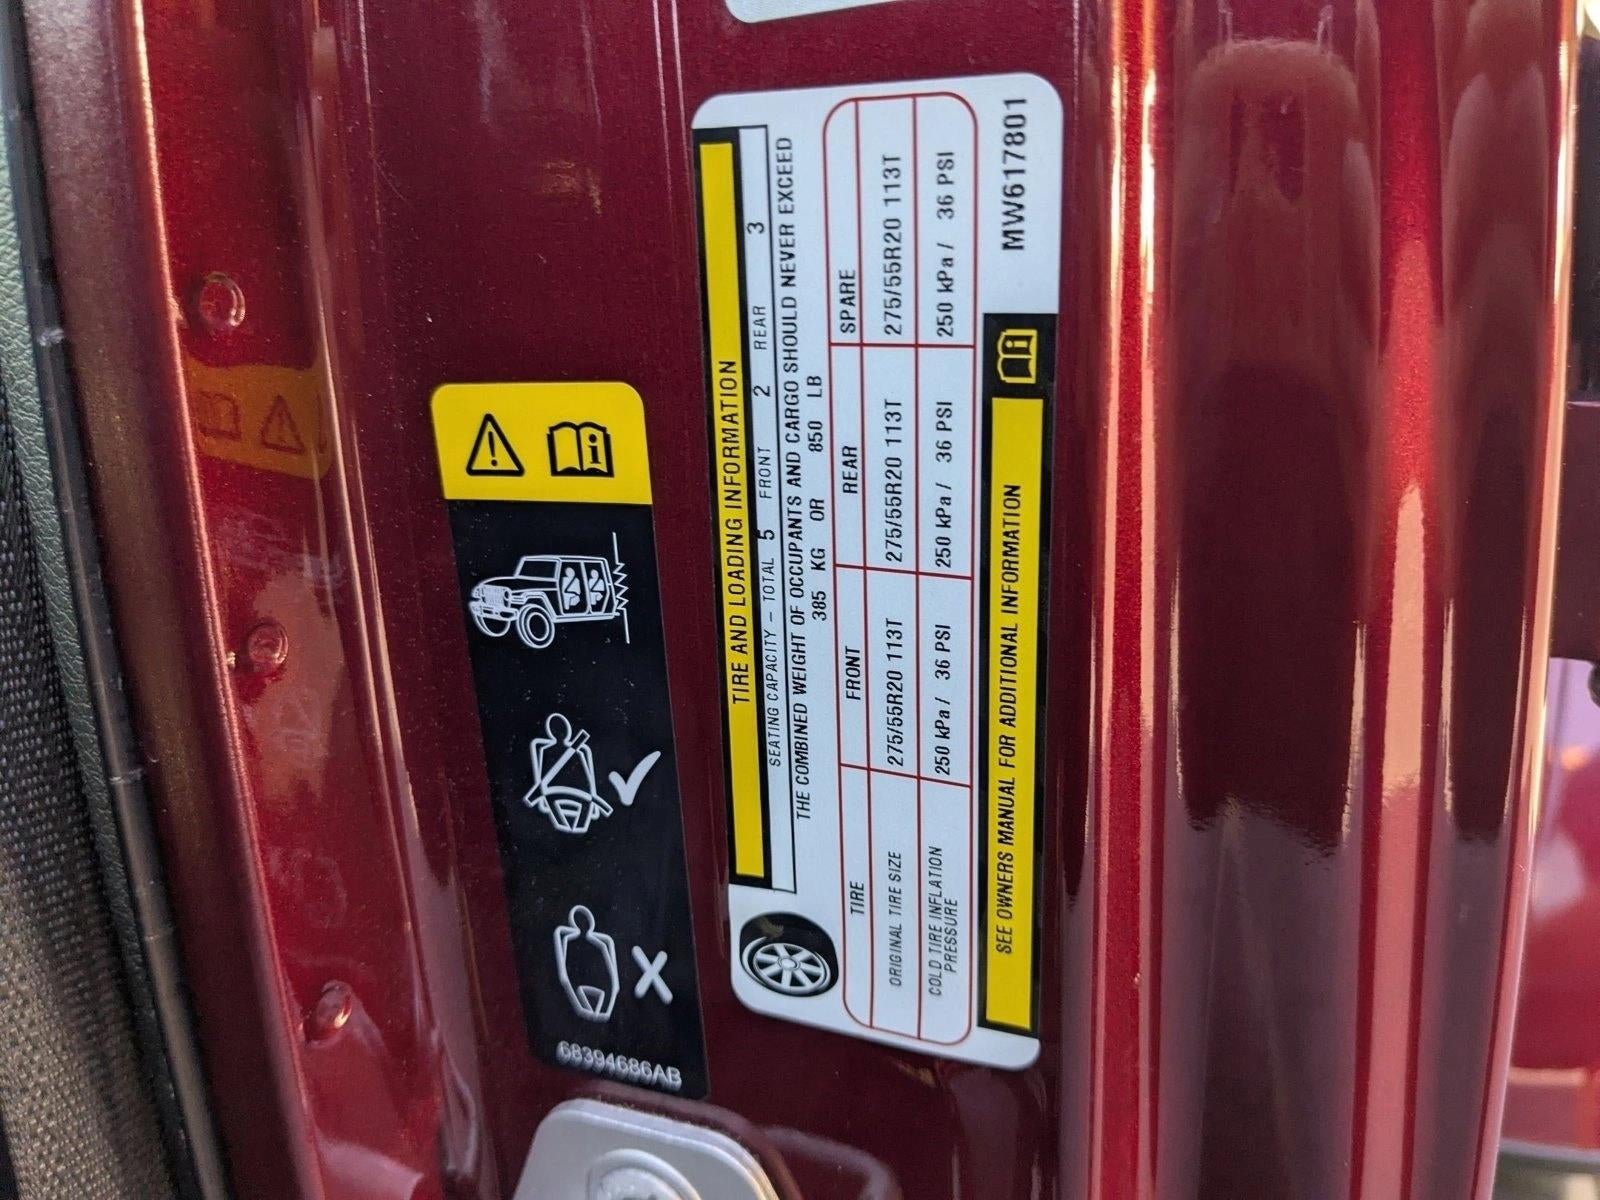 TIRE AND LOADING INFORMATION
SEATING CAPACITY – TOTAL 5 FRONT 2 REAR 3
THE COMBINED WEIGHT OF OCCUPANTS AND CARGO SHOULD NEVER EXCEED
385 KG OR 850 LB
TIRE FRONT REAR SPARE
ORIGINAL TIRE SIZE 275/55R20 113T 275/55R20 113T 275/55R20 113T
COLD TIRE INFLATION
PRESSURE 250 kPa / 36 PSI 250 kPa / 36 PSI 250 kPa / 36 PSI
SEE OWNERS MANUAL FOR ADDITIONAL INFORMATION
MW617801
68394686AB